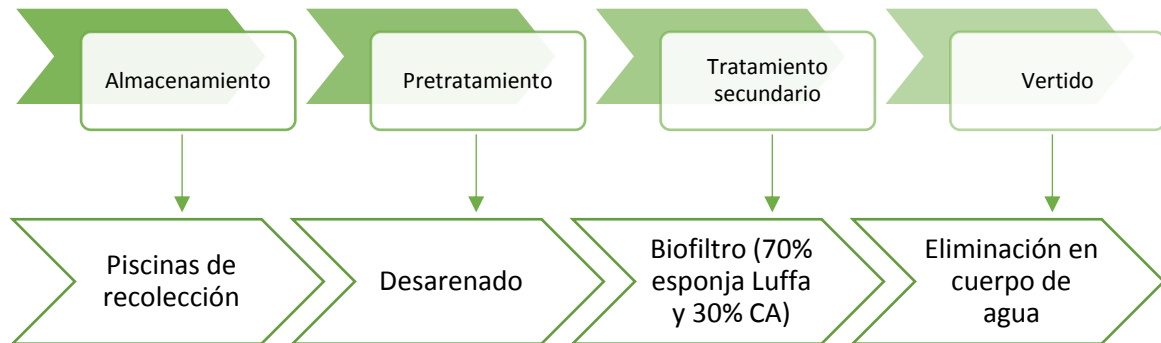 Almacenamiento
Pretratamiento
Tratamiento
secundario
Vertido
Piscinas de
recolección
Desarenado
Biofiltro (70%
esponja Luffa
y 30% CA)
Eliminación en
cuerpo de
agua